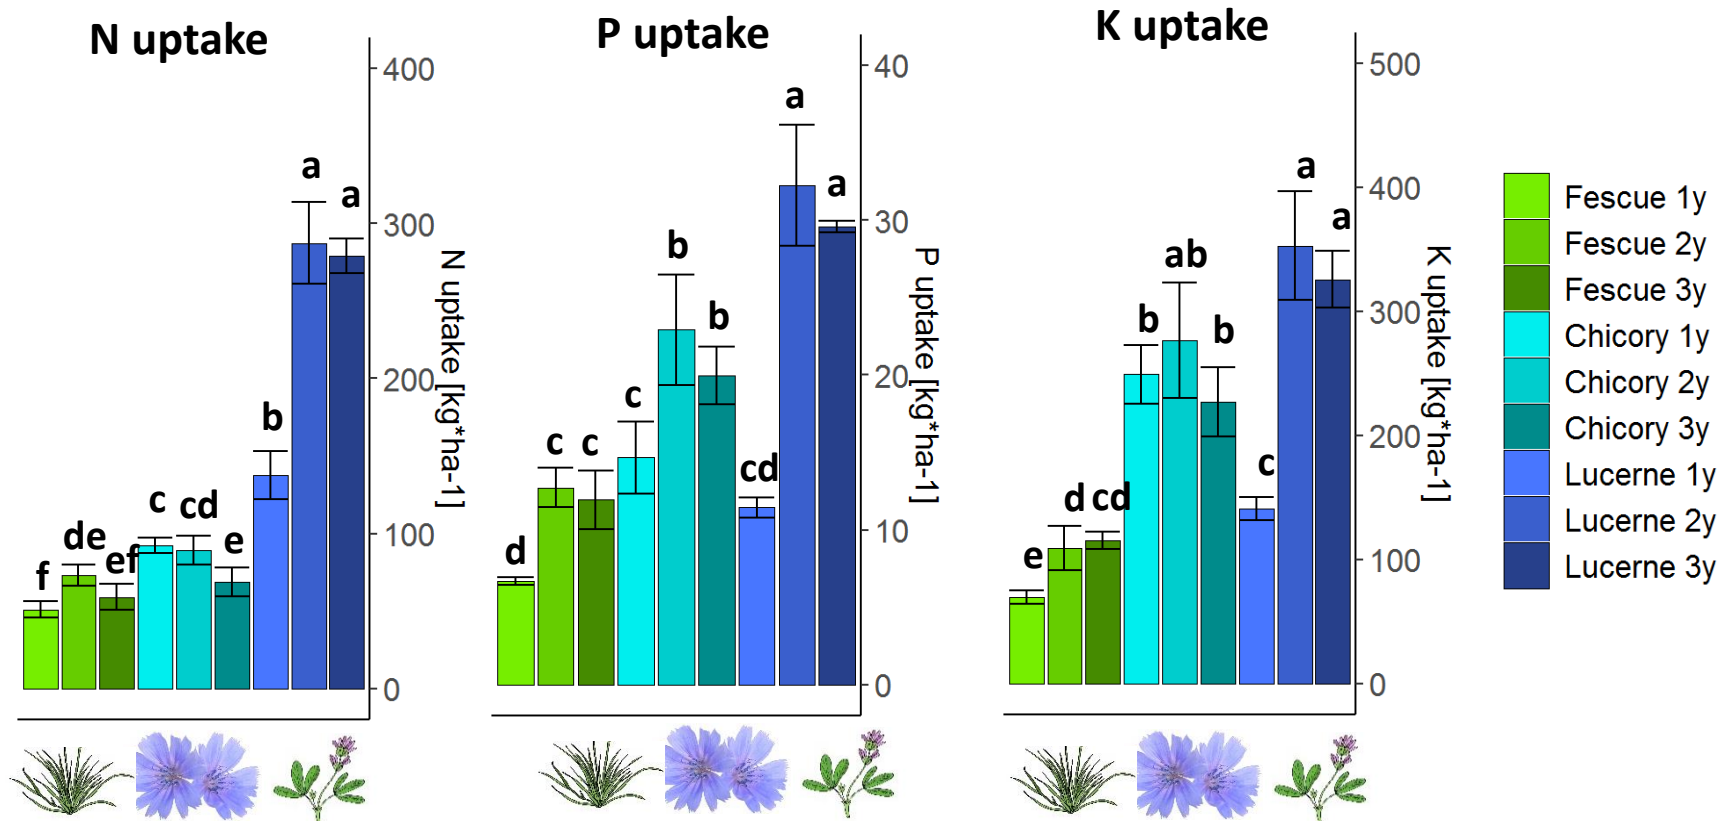 N uptake
400
300
200
100
0
N uptake [kg*ha-1]
f
de
ef
c
cd
e
b
a
a
P uptake
40
30
20
10
0
P uptake [kg*ha-1]
d
c
c
c
b
b
cd
a
a
K uptake
500
400
300
200
100
0
K uptake [kg*ha-1]
e
d
cd
b
ab
b
c
a
a
Fescue 1y
Fescue 2y
Fescue 3y
Chicory 1y
Chicory 2y
Chicory 3y
Lucerne 1y
Lucerne 2y
Lucerne 3y